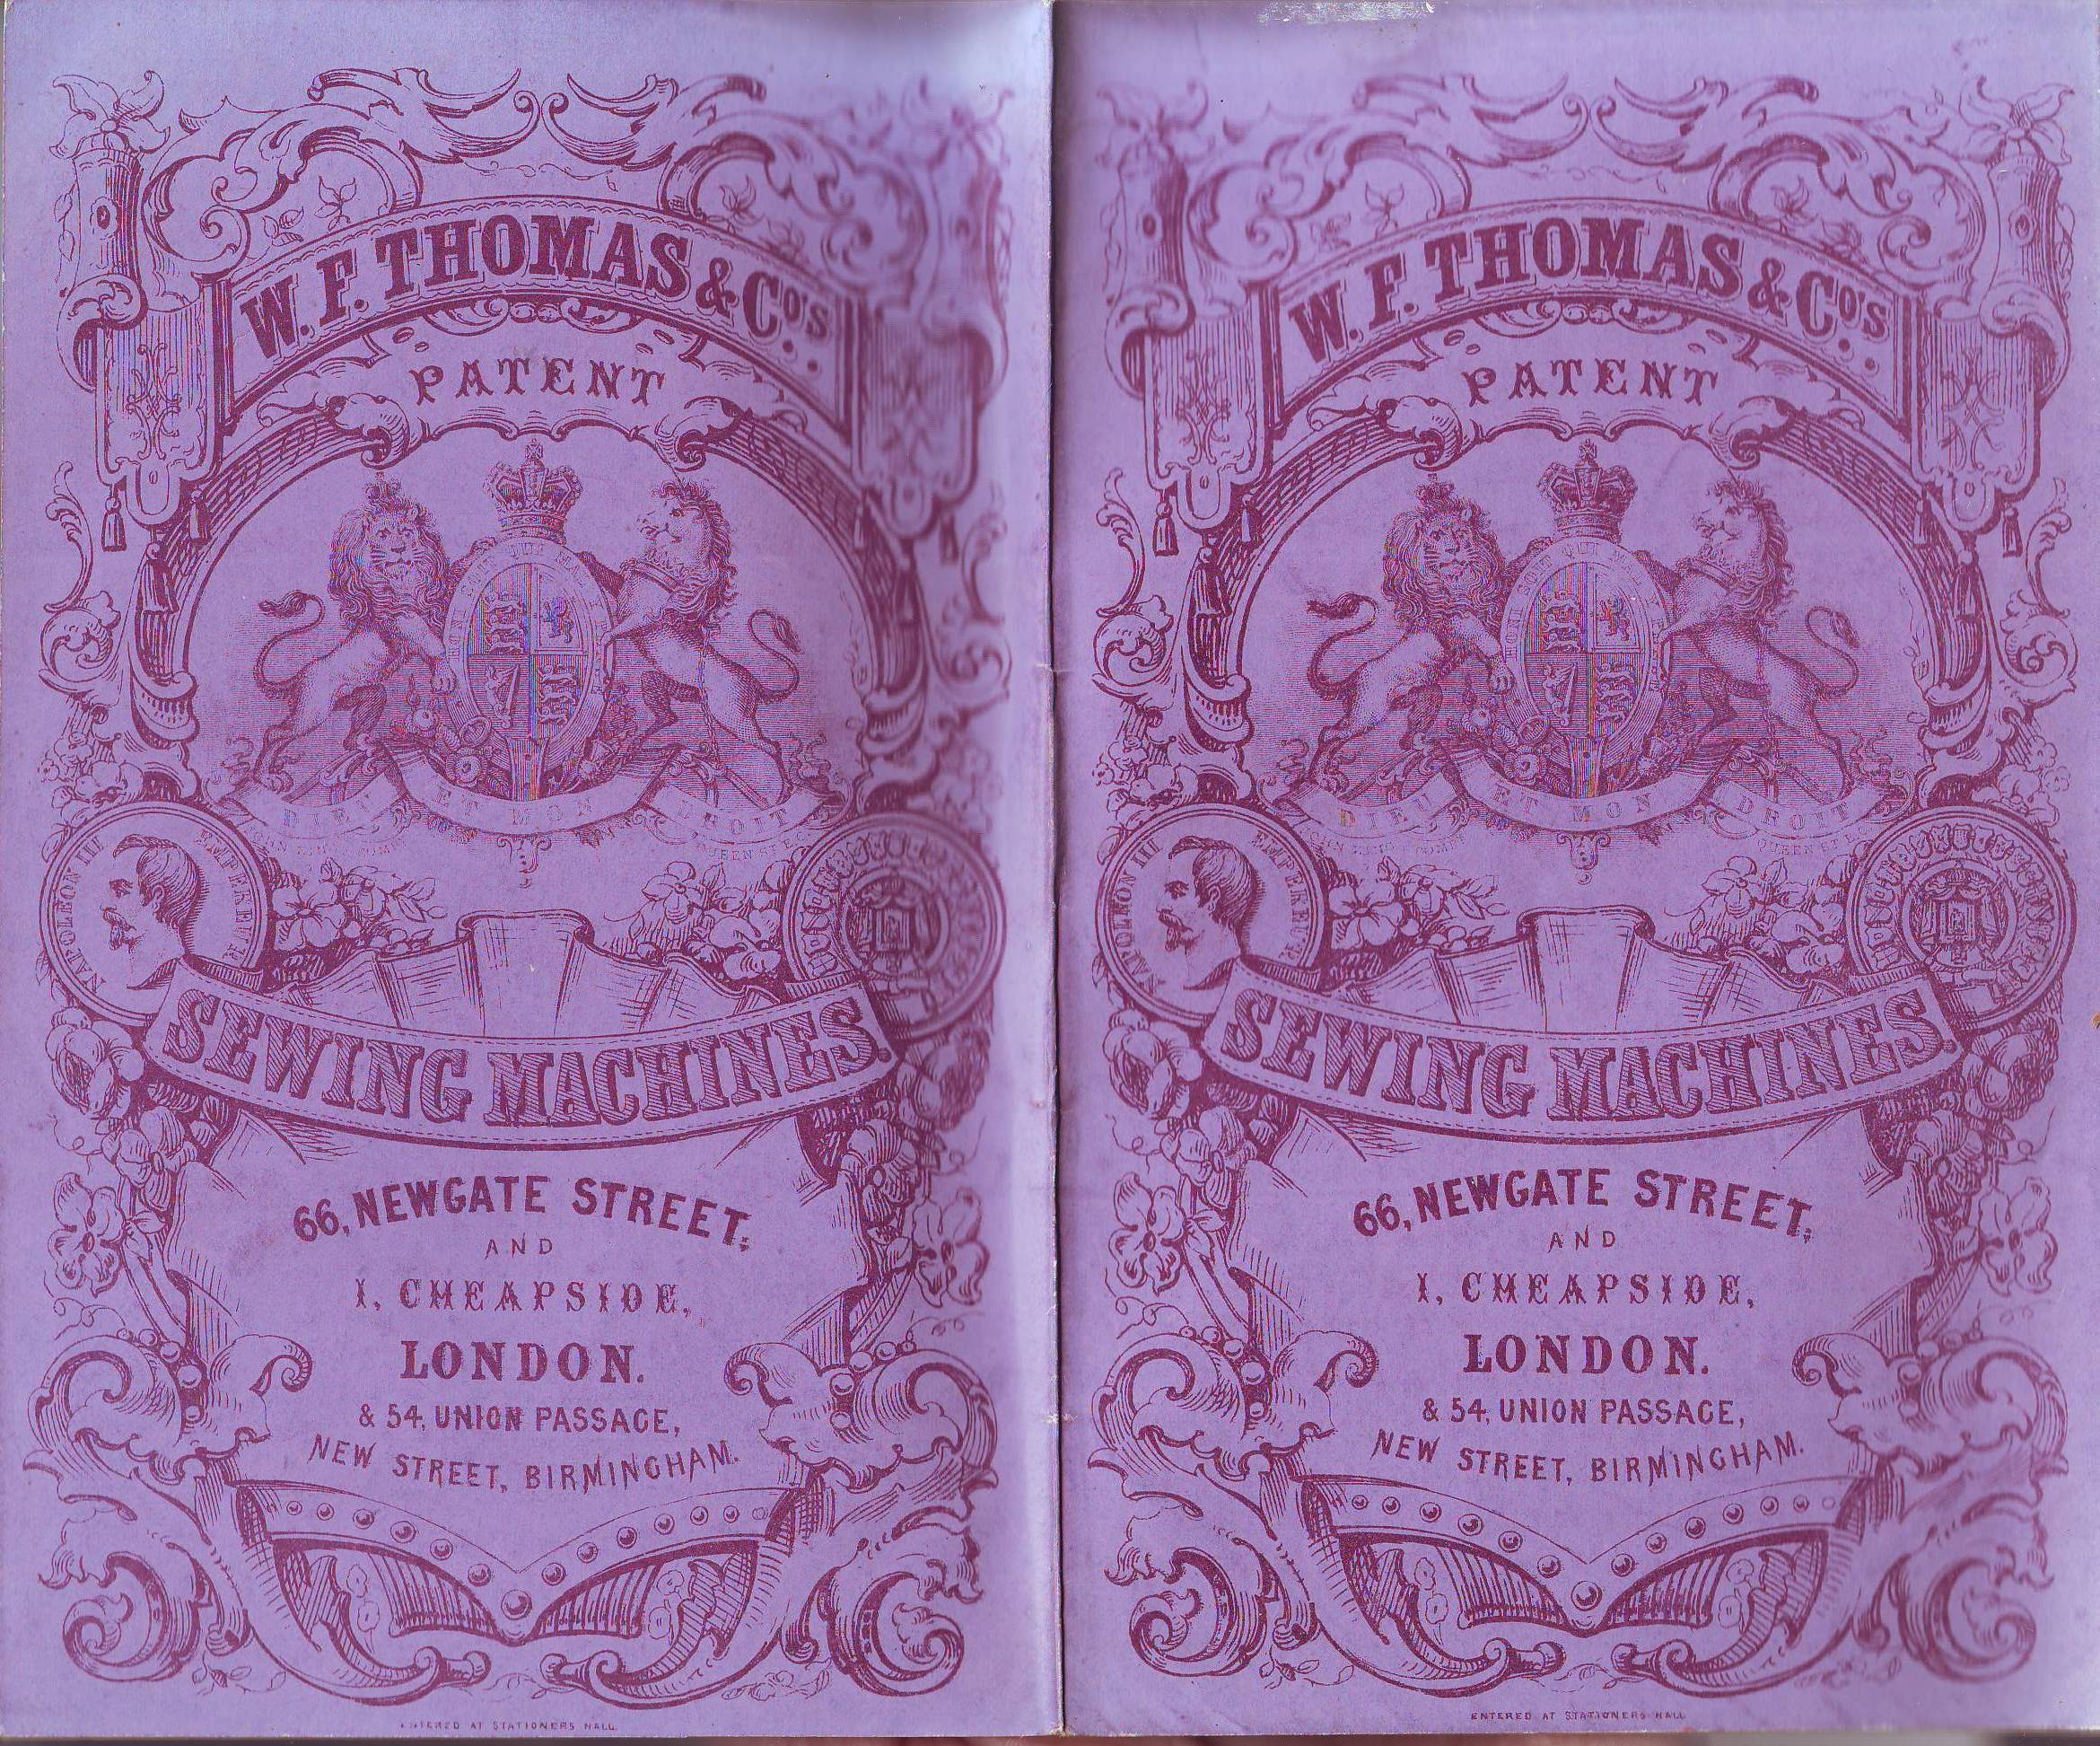 W. F. THOMAS & Co's.
PATENT
DIEU ET MON DROIT
NAPOLEON III EMPEREUR
SEWING MACHINES.
66, NEWGATE STREET,
AND
1, CHEAPSIDE,
LONDON.
& 54, UNION PASSAGE,
NEW STREET, BIRMINGHAM.
ENTERED AT STATIONERS HALL
W. F. THOMAS & Co's.
PATENT
HONI SOIT QUI
DIEU ET MON DROIT
NAPOLEON III EMPEREUR
SEWING MACHINES.
66, NEWGATE STREET,
AND
1, CHEAPSIDE,
LONDON.
& 54, UNION PASSAGE,
NEW STREET, BIRMINGHAM.
ENTERED AT STATIONERS HALL